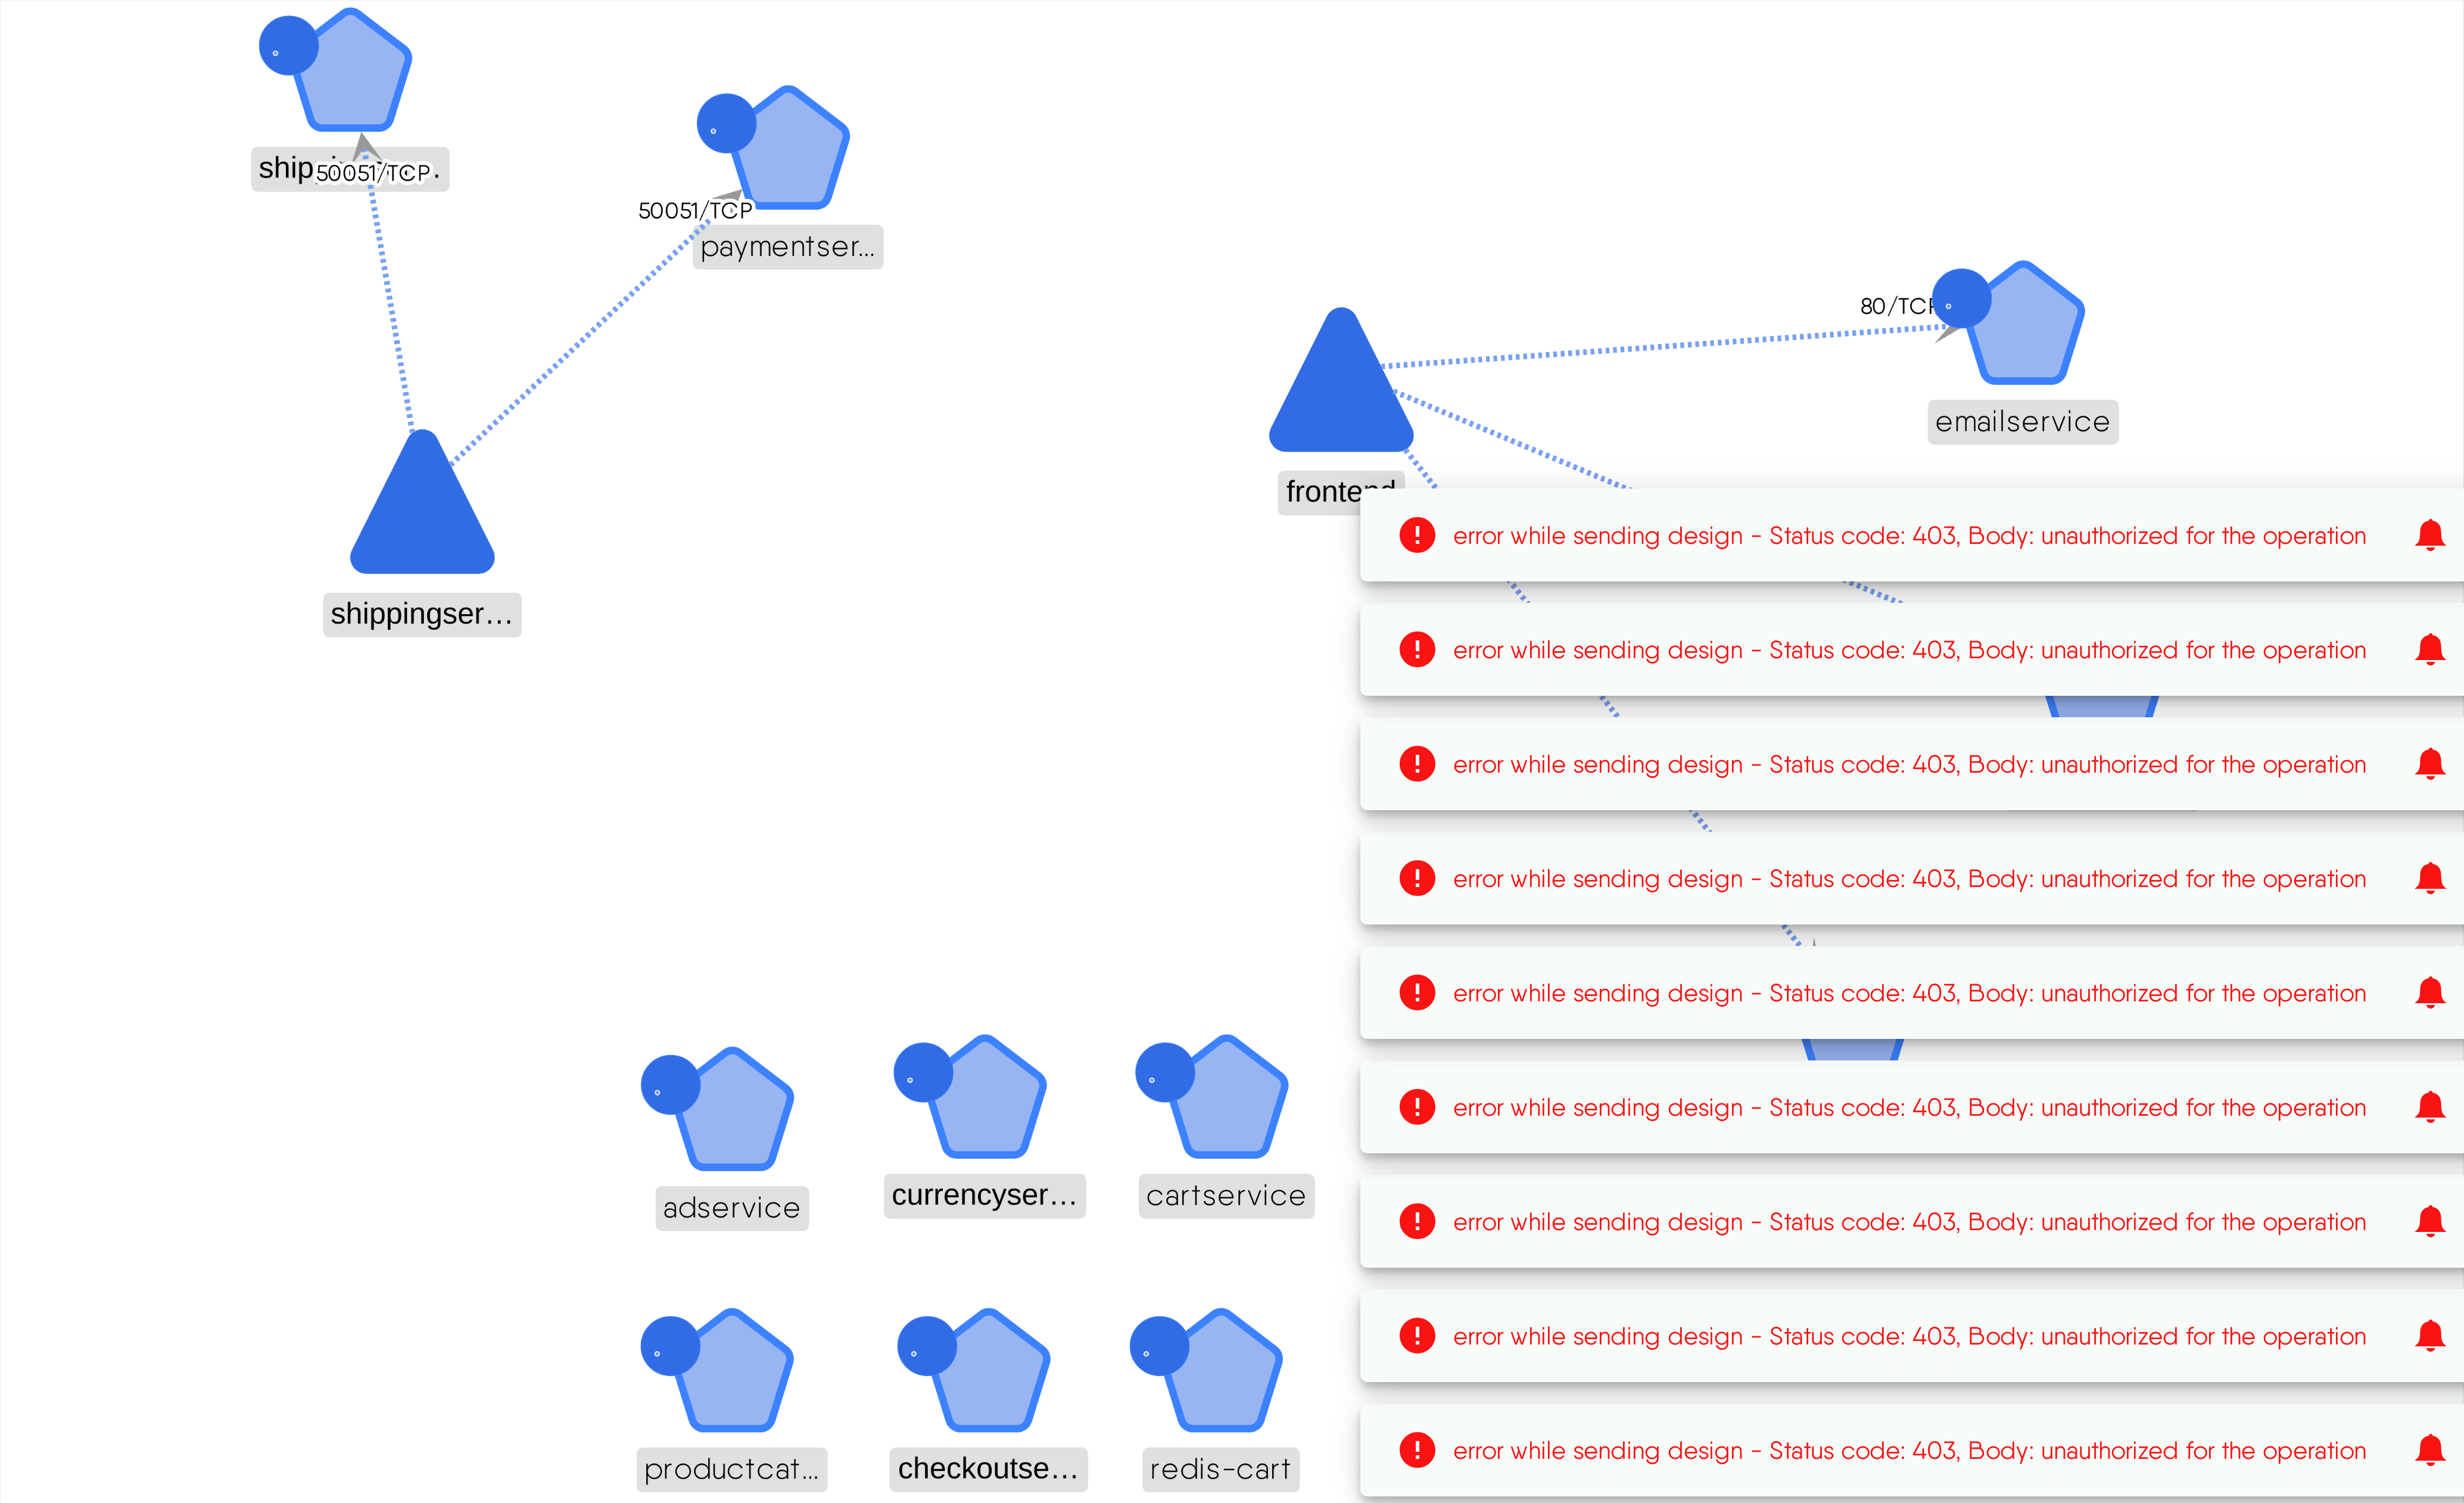 50051/TCP
50051/TCP
paymentser...
80/TCP
emailservice
frontend
shippingser...
error while sending design - Status code: 403, Body: unauthorized for the operation
error while sending design - Status code: 403, Body: unauthorized for the operation
error while sending design - Status code: 403, Body: unauthorized for the operation
error while sending design - Status code: 403, Body: unauthorized for the operation
error while sending design - Status code: 403, Body: unauthorized for the operation
error while sending design - Status code: 403, Body: unauthorized for the operation
error while sending design - Status code: 403, Body: unauthorized for the operation
error while sending design - Status code: 403, Body: unauthorized for the operation
error while sending design - Status code: 403, Body: unauthorized for the operation
adservice
currencyser...
cartservice
productcat...
checkoutse...
redis-cart